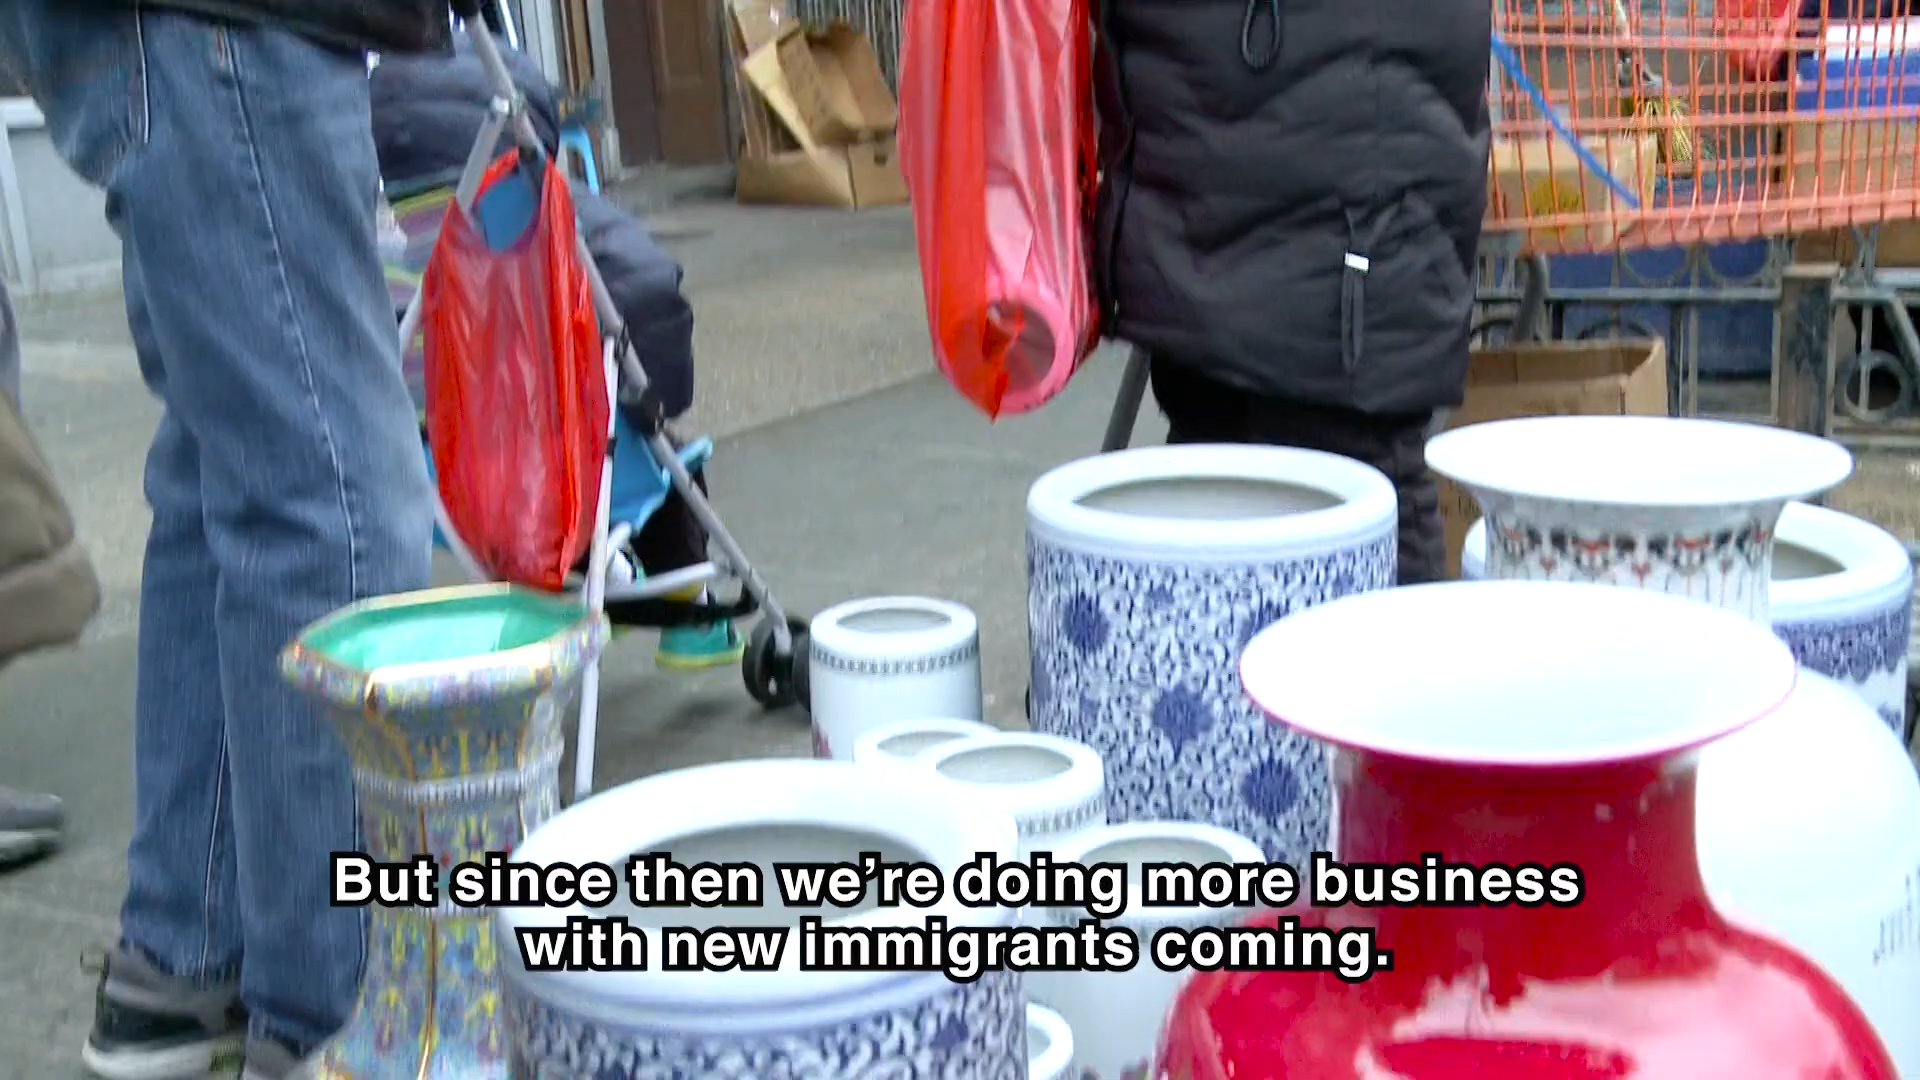 But since then we’re doing more business
with new immigrants coming.